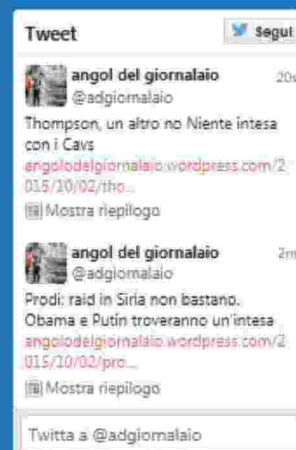 Tweet
Segui
angol del giornalaio
20s
@adgiornalaio
Thompson, un altro no Niente intesa
con i Cavs
angolodelgiornalaio.wordpress.com/2
015/10/02/tho...
Mostra riepilogo
angol del giornalaio
2m
@adgiornalaio
Prodi: raid in Siria non bastano.
Obama e Putin troveranno un'intesa
angolodelgiornalaio.wordpress.com/2
015/10/02/pro...
Mostra riepilogo
Twitta a @adgiornalaio